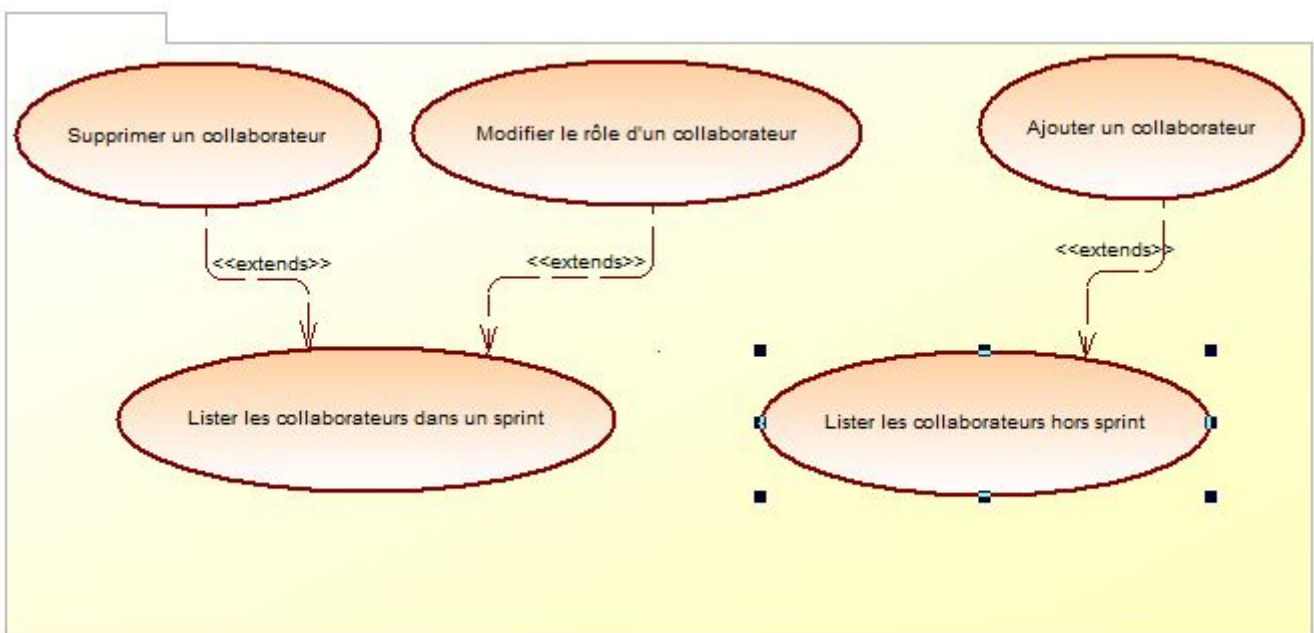 Supprimer un collaborateur
Modifier le rôle d'un collaborateur
Ajouter un collaborateur
<<extends>>
<<extends>>
<<extends>>
Lister les collaborateurs dans un sprint
Lister les collaborateurs hors sprint